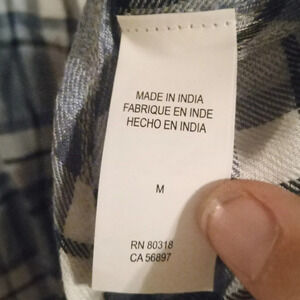 MADE IN INDIA
FABRIQUE EN INDE
HECHO EN INDIA
M
RN 80318
CA 56897